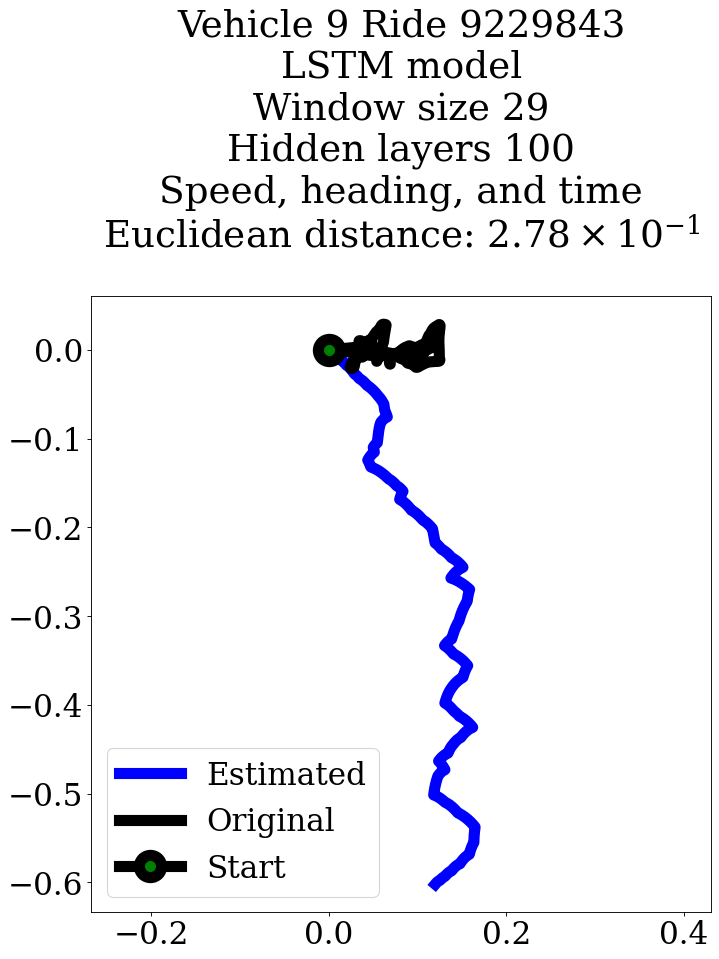 Vehicle 9 Ride 9229843
LSTM model
Window size 29
Hidden layers 100
Speed, heading, and time
Euclidean distance: 2.78 × 10⁻¹
0.0
−0.1
−0.2
−0.3
−0.4
−0.5
−0.6
Estimated
Original
Start
−0.2 0.0 0.2 0.4